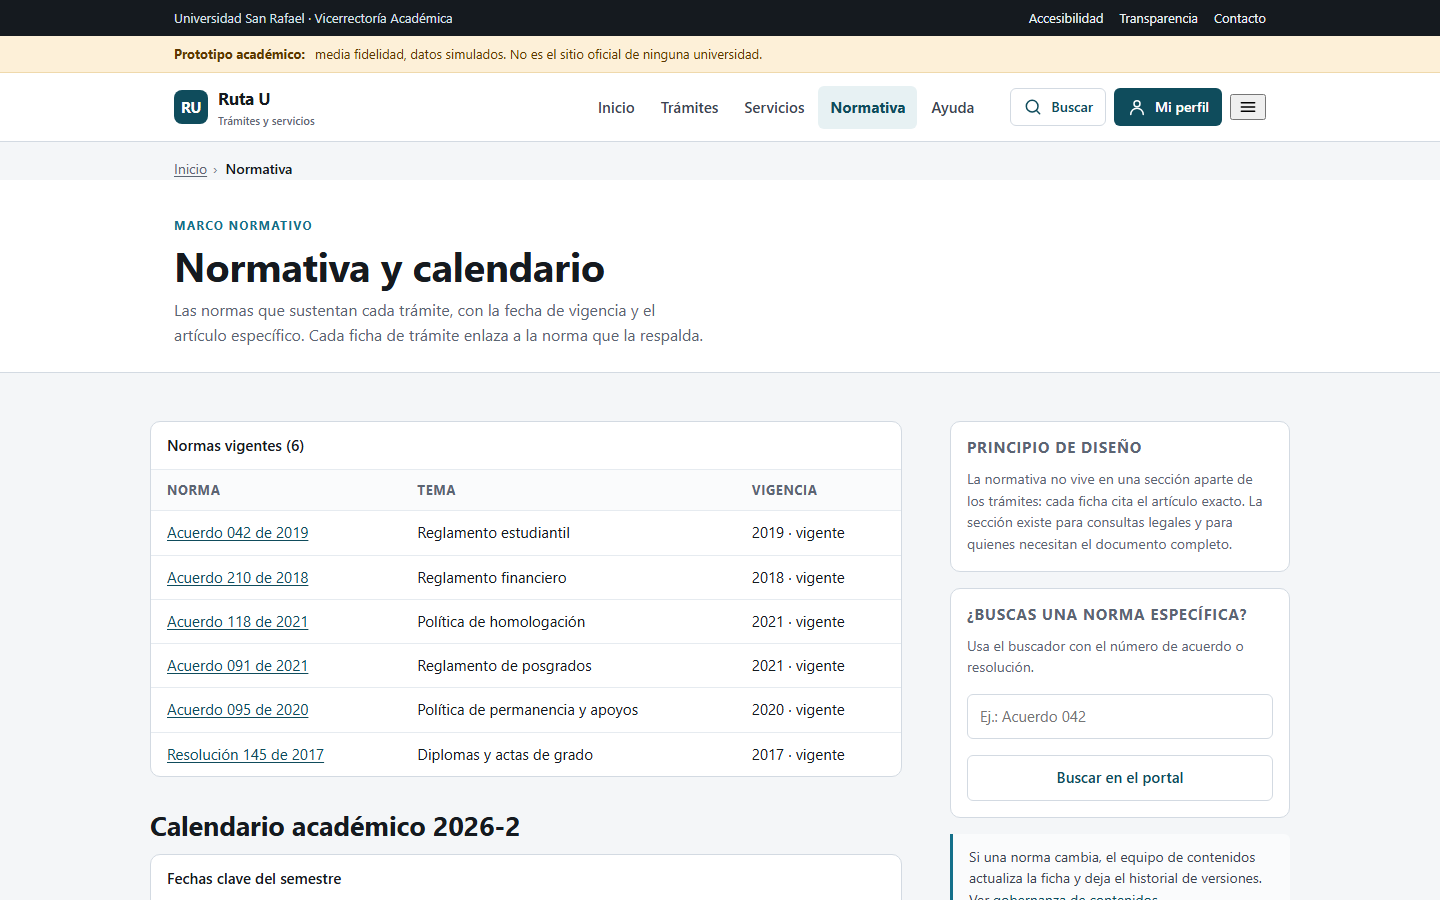 Universidad San Rafael · Vicerrectoría Académica
Accesibilidad Transparencia Contacto
Prototipo académico: media fidelidad, datos simulados. No es el sitio oficial de ninguna universidad.
RU
Ruta U
Trámites y servicios
Inicio Trámites Servicios Normativa Ayuda
Buscar
Mi perfil
Inicio › Normativa
MARCO NORMATIVO
Normativa y calendario
Las normas que sustentan cada trámite, con la fecha de vigencia y el
artículo específico. Cada ficha de trámite enlaza a la norma que la respalda.
Normas vigentes (6)
NORMA TEMA VIGENCIA
Acuerdo 042 de 2019 Reglamento estudiantil 2019 · vigente
Acuerdo 210 de 2018 Reglamento financiero 2018 · vigente
Acuerdo 118 de 2021 Política de homologación 2021 · vigente
Acuerdo 091 de 2021 Reglamento de posgrados 2021 · vigente
Acuerdo 095 de 2020 Política de permanencia y apoyos 2020 · vigente
Resolución 145 de 2017 Diplomas y actas de grado 2017 · vigente
Calendario académico 2026-2
Fechas clave del semestre
PRINCIPIO DE DISEÑO
La normativa no vive en una sección aparte de
los trámites: cada ficha cita el artículo exacto. La
sección existe para consultas legales y para
quienes necesitan el documento completo.
¿BUSCAS UNA NORMA ESPECÍFICA?
Usa el buscador con el número de acuerdo o
resolución.
Ej.: Acuerdo 042
Buscar en el portal
Si una norma cambia, el equipo de contenidos
actualiza la ficha y deja el historial de versiones.
Ver gobernanza de contenidos